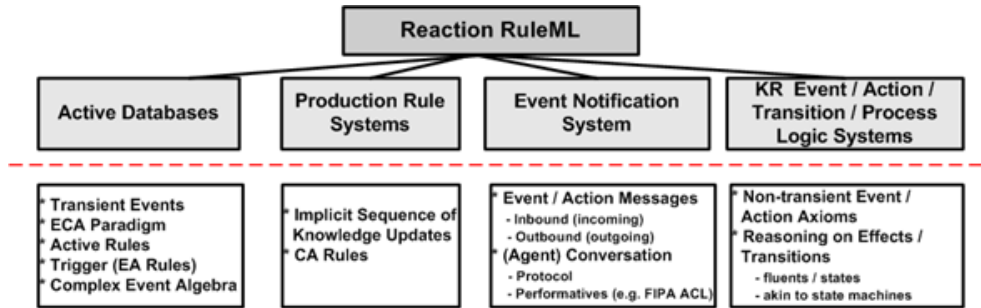 Reaction RuleML
Active Databases
Production Rule
Systems
Event Notification
System
KR Event / Action /
Transition / Process
Logic Systems
* Transient Events
* ECA Paradigm
* Active Rules
* Trigger (EA Rules)
* Complex Event Algebra
* Implicit Sequence of
Knowledge Updates
* CA Rules
* Event / Action Messages
- Inbound (incoming)
- Outbound (outgoing)
* (Agent) Conversation
- Protocol
- Performatives (e.g. FIPA ACL)
* Non-transient Event /
Action Axioms
* Reasoning on Effects /
Transitions
- fluents / states
- akin to state machines